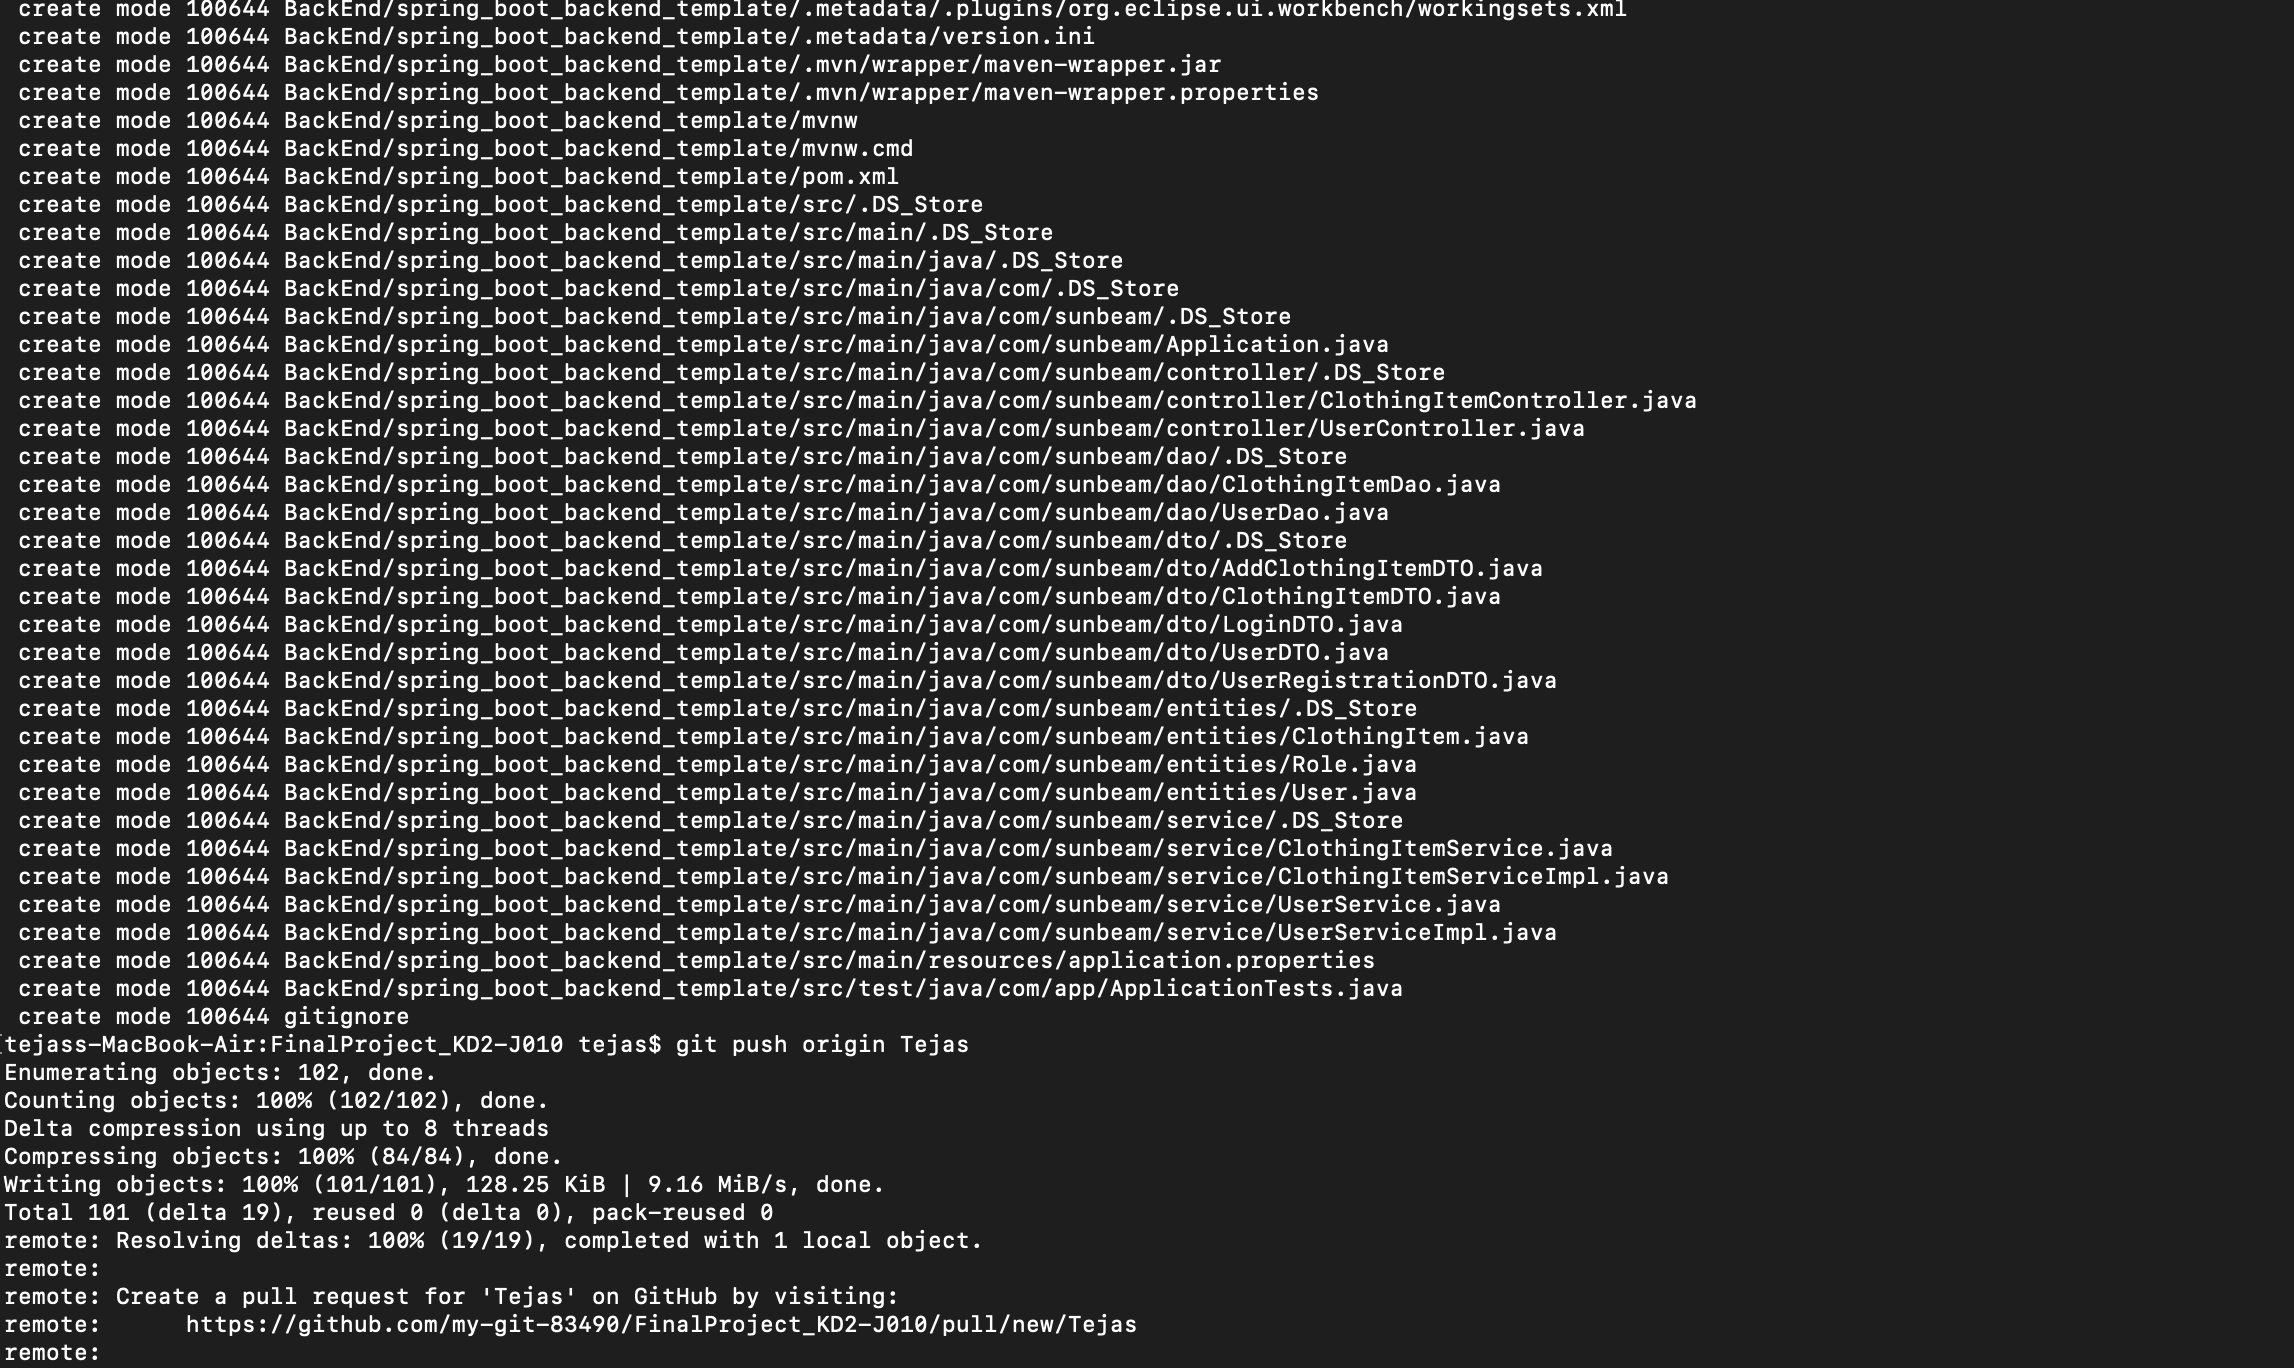 create mode 100644 BackEnd/spring_boot_backend_template/.metadata/.plugins/org.eclipse.ui.workbench/workingsets.xml
create mode 100644 BackEnd/spring_boot_backend_template/.metadata/version.ini
create mode 100644 BackEnd/spring_boot_backend_template/.mvn/wrapper/maven-wrapper.jar
create mode 100644 BackEnd/spring_boot_backend_template/.mvn/wrapper/maven-wrapper.properties
create mode 100644 BackEnd/spring_boot_backend_template/mvnw
create mode 100644 BackEnd/spring_boot_backend_template/mvnw.cmd
create mode 100644 BackEnd/spring_boot_backend_template/pom.xml
create mode 100644 BackEnd/spring_boot_backend_template/src/.DS_Store
create mode 100644 BackEnd/spring_boot_backend_template/src/main/.DS_Store
create mode 100644 BackEnd/spring_boot_backend_template/src/main/java/.DS_Store
create mode 100644 BackEnd/spring_boot_backend_template/src/main/java/com/.DS_Store
create mode 100644 BackEnd/spring_boot_backend_template/src/main/java/com/sunbeam/.DS_Store
create mode 100644 BackEnd/spring_boot_backend_template/src/main/java/com/sunbeam/Application.java
create mode 100644 BackEnd/spring_boot_backend_template/src/main/java/com/sunbeam/controller/.DS_Store
create mode 100644 BackEnd/spring_boot_backend_template/src/main/java/com/sunbeam/controller/ClothingItemController.java
create mode 100644 BackEnd/spring_boot_backend_template/src/main/java/com/sunbeam/controller/UserController.java
create mode 100644 BackEnd/spring_boot_backend_template/src/main/java/com/sunbeam/dao/.DS_Store
create mode 100644 BackEnd/spring_boot_backend_template/src/main/java/com/sunbeam/dao/ClothingItemDao.java
create mode 100644 BackEnd/spring_boot_backend_template/src/main/java/com/sunbeam/dao/UserDao.java
create mode 100644 BackEnd/spring_boot_backend_template/src/main/java/com/sunbeam/dto/.DS_Store
create mode 100644 BackEnd/spring_boot_backend_template/src/main/java/com/sunbeam/dto/AddClothingItemDTO.java
create mode 100644 BackEnd/spring_boot_backend_template/src/main/java/com/sunbeam/dto/ClothingItemDTO.java
create mode 100644 BackEnd/spring_boot_backend_template/src/main/java/com/sunbeam/dto/LoginDTO.java
create mode 100644 BackEnd/spring_boot_backend_template/src/main/java/com/sunbeam/dto/UserDTO.java
create mode 100644 BackEnd/spring_boot_backend_template/src/main/java/com/sunbeam/dto/UserRegistrationDTO.java
create mode 100644 BackEnd/spring_boot_backend_template/src/main/java/com/sunbeam/entities/.DS_Store
create mode 100644 BackEnd/spring_boot_backend_template/src/main/java/com/sunbeam/entities/ClothingItem.java
create mode 100644 BackEnd/spring_boot_backend_template/src/main/java/com/sunbeam/entities/Role.java
create mode 100644 BackEnd/spring_boot_backend_template/src/main/java/com/sunbeam/entities/User.java
create mode 100644 BackEnd/spring_boot_backend_template/src/main/java/com/sunbeam/service/.DS_Store
create mode 100644 BackEnd/spring_boot_backend_template/src/main/java/com/sunbeam/service/ClothingItemService.java
create mode 100644 BackEnd/spring_boot_backend_template/src/main/java/com/sunbeam/service/ClothingItemServiceImpl.java
create mode 100644 BackEnd/spring_boot_backend_template/src/main/java/com/sunbeam/service/UserService.java
create mode 100644 BackEnd/spring_boot_backend_template/src/main/java/com/sunbeam/service/UserServiceImpl.java
create mode 100644 BackEnd/spring_boot_backend_template/src/main/resources/application.properties
create mode 100644 BackEnd/spring_boot_backend_template/src/test/java/com/app/ApplicationTests.java
create mode 100644 gitignore
[tejass-MacBook-Air:FinalProject_KD2-J010 tejas$ git push origin Tejas
Enumerating objects: 102, done.
Counting objects: 100% (102/102), done.
Delta compression using up to 8 threads
Compressing objects: 100% (84/84), done.
Writing objects: 100% (101/101), 128.25 KiB | 9.16 MiB/s, done.
Total 101 (delta 19), reused 0 (delta 0), pack-reused 0
remote: Resolving deltas: 100% (19/19), completed with 1 local object.
remote:
remote: Create a pull request for 'Tejas' on GitHub by visiting:
remote:      https://github.com/my-git-83490/FinalProject_KD2-J010/pull/new/Tejas
remote: